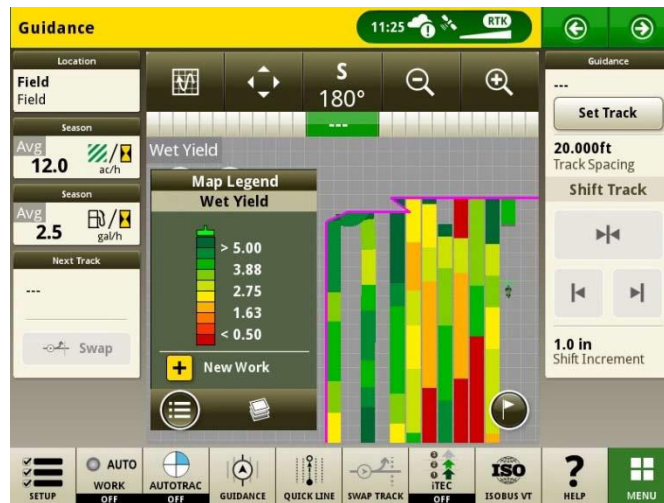 Guidance
11:25
RTK
Location
Field
Field
Season
Avg
12.0
ac/h
Season
Avg
2.5
gal/h
Next Track
---
Swap
S
180°
---
Wet Yield
Map Legend
Wet Yield
> 5.00
3.88
2.75
1.63
< 0.50
New Work
Guidance
---
Set Track
20.000ft
Track Spacing
Shift Track
1.0 in
Shift Increment
SETUP
AUTO
WORK
OFF
AUTOTRAC
OFF
GUIDANCE
QUICK LINE
SWAP TRACK
iTEC
OFF
ISO
ISOBUS VT
?
HELP
MENU